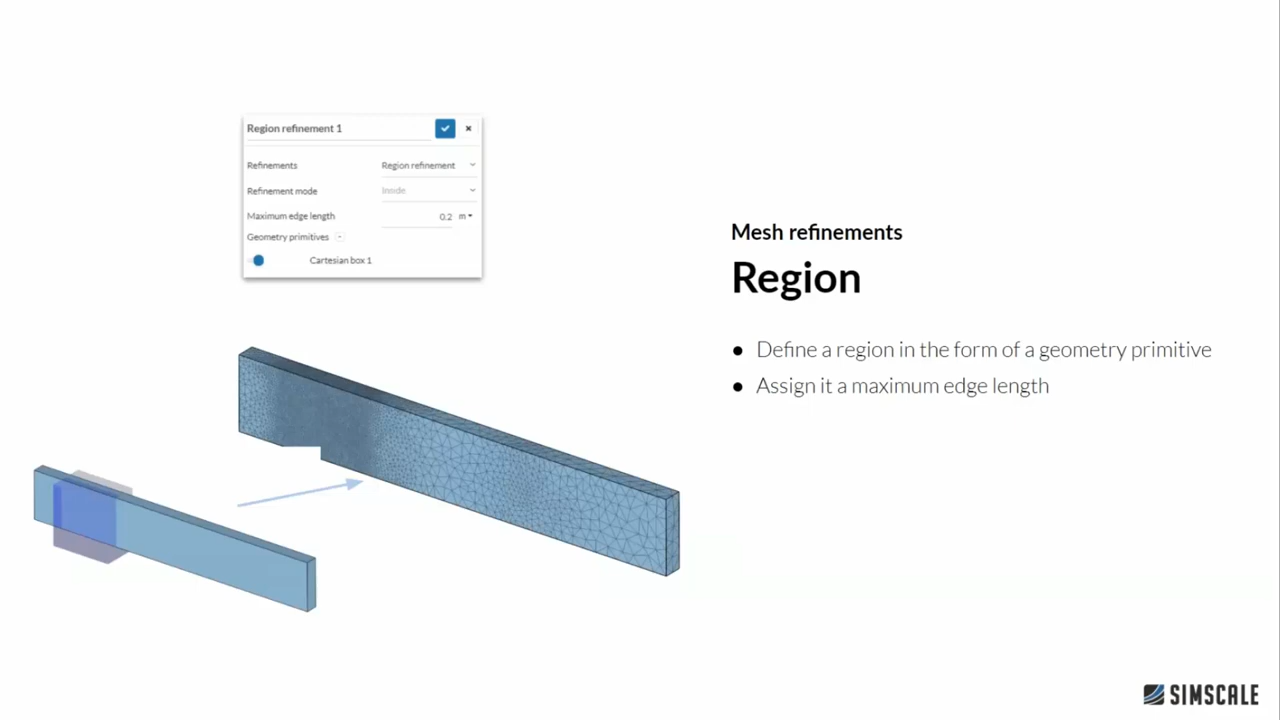 Region refinement 1
Refinements Region refinement
Refinement mode Inside
Maximum edge length 0.2 m
Geometry primitives
Cartesian box 1
Mesh refinements
Region
● Define a region in the form of a geometry primitive
● Assign it a maximum edge length
SIMSCALE